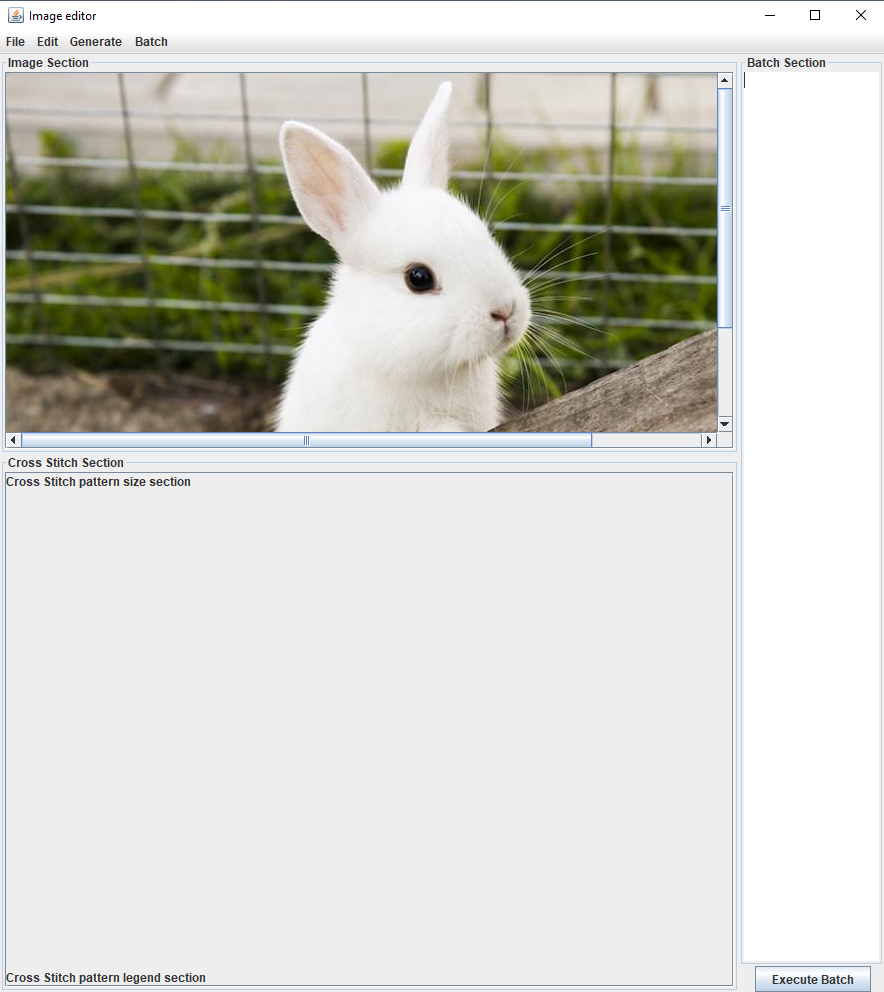 Image editor
File Edit Generate Batch
Image Section
Batch Section
Cross Stitch Section
Cross Stitch pattern size section
Cross Stitch pattern legend section
Execute Batch